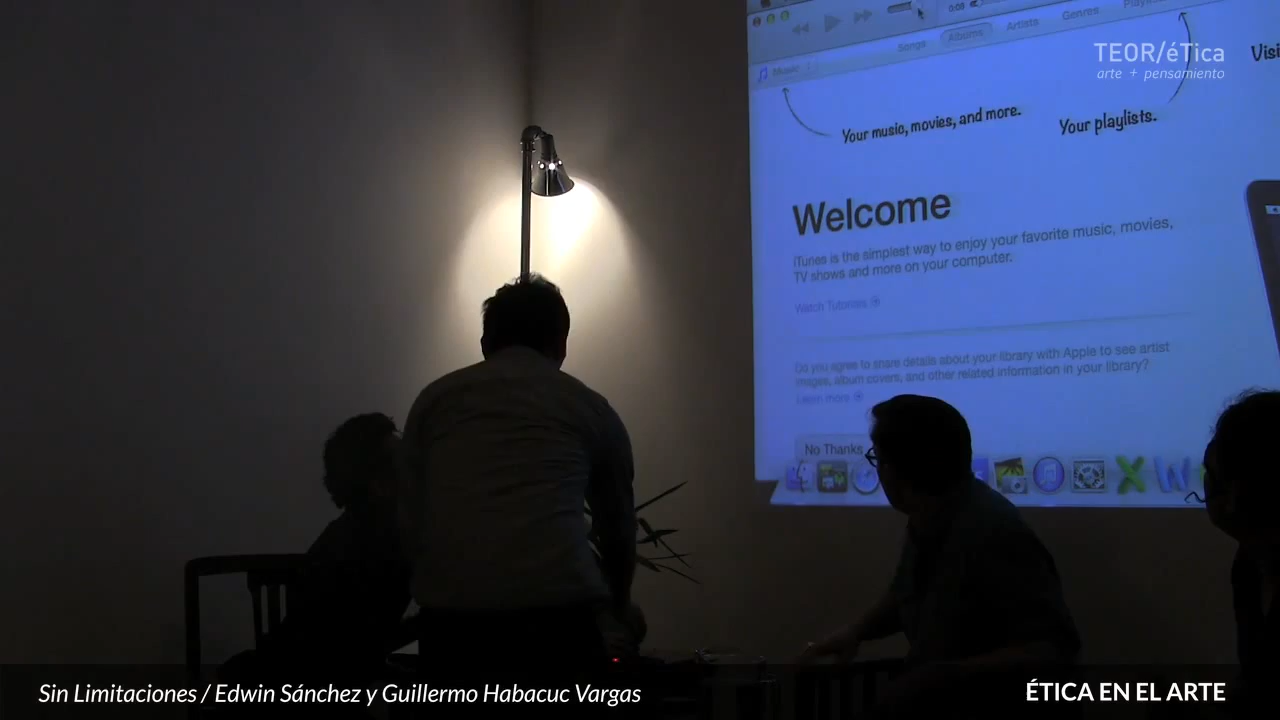 0:08
Songs Albums Artists Genres
Music
TEOR/éTica
arte + pensamiento
Your music, movies, and more.
Your playlists.
Welcome
iTunes is the simplest way to enjoy your favorite music, movies,
TV shows and more on your computer.
Watch Tutorials
Do you agree to share details about your library with Apple to see artist
images, album covers, and other related information in your library?
Learn more
No Thanks
Sin Limitaciones / Edwin Sánchez y Guillermo Habacuc Vargas
ÉTICA EN EL ARTE